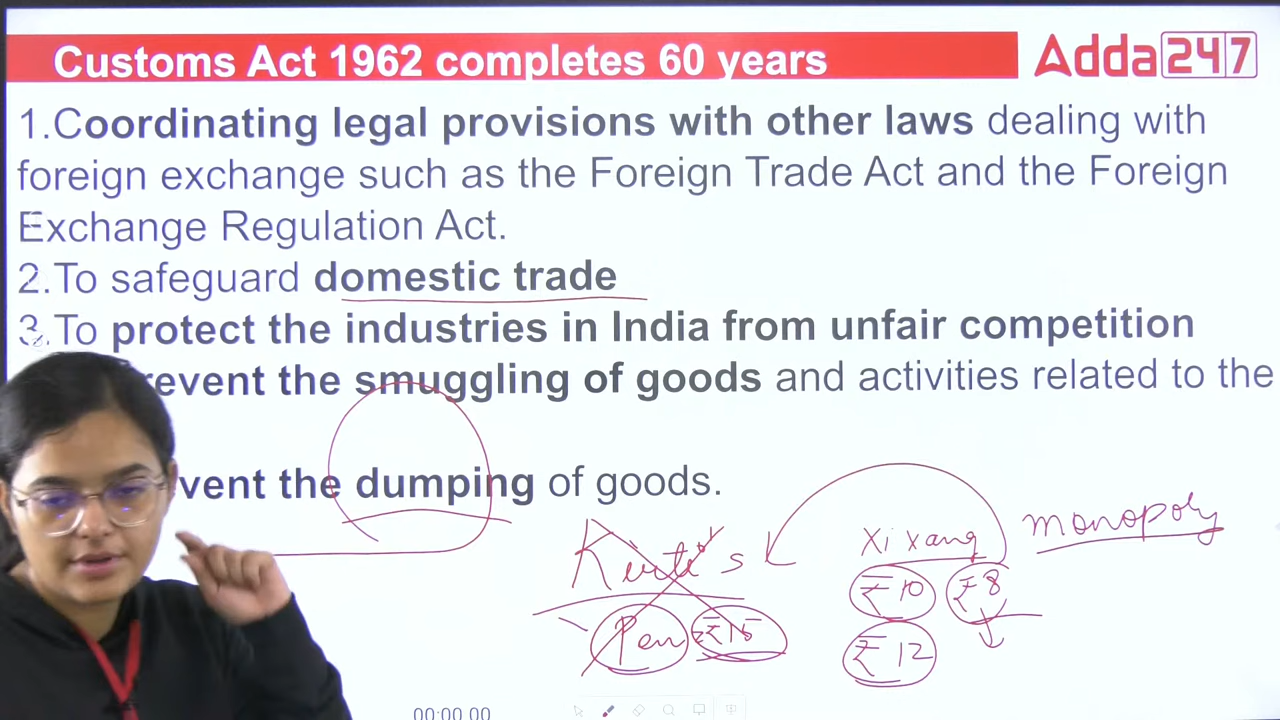 Customs Act 1962 completes 60 years
Adda247
1.Coordinating legal provisions with other laws dealing with
foreign exchange such as the Foreign Trade Act and the Foreign
Exchange Regulation Act.
2.To safeguard domestic trade
3.To protect the industries in India from unfair competition
revent the smuggling of goods and activities related to the
vent the dumping of goods.
Pen ₹15
Xi xang
₹10 ₹8
₹12
monopoly
00:00.00